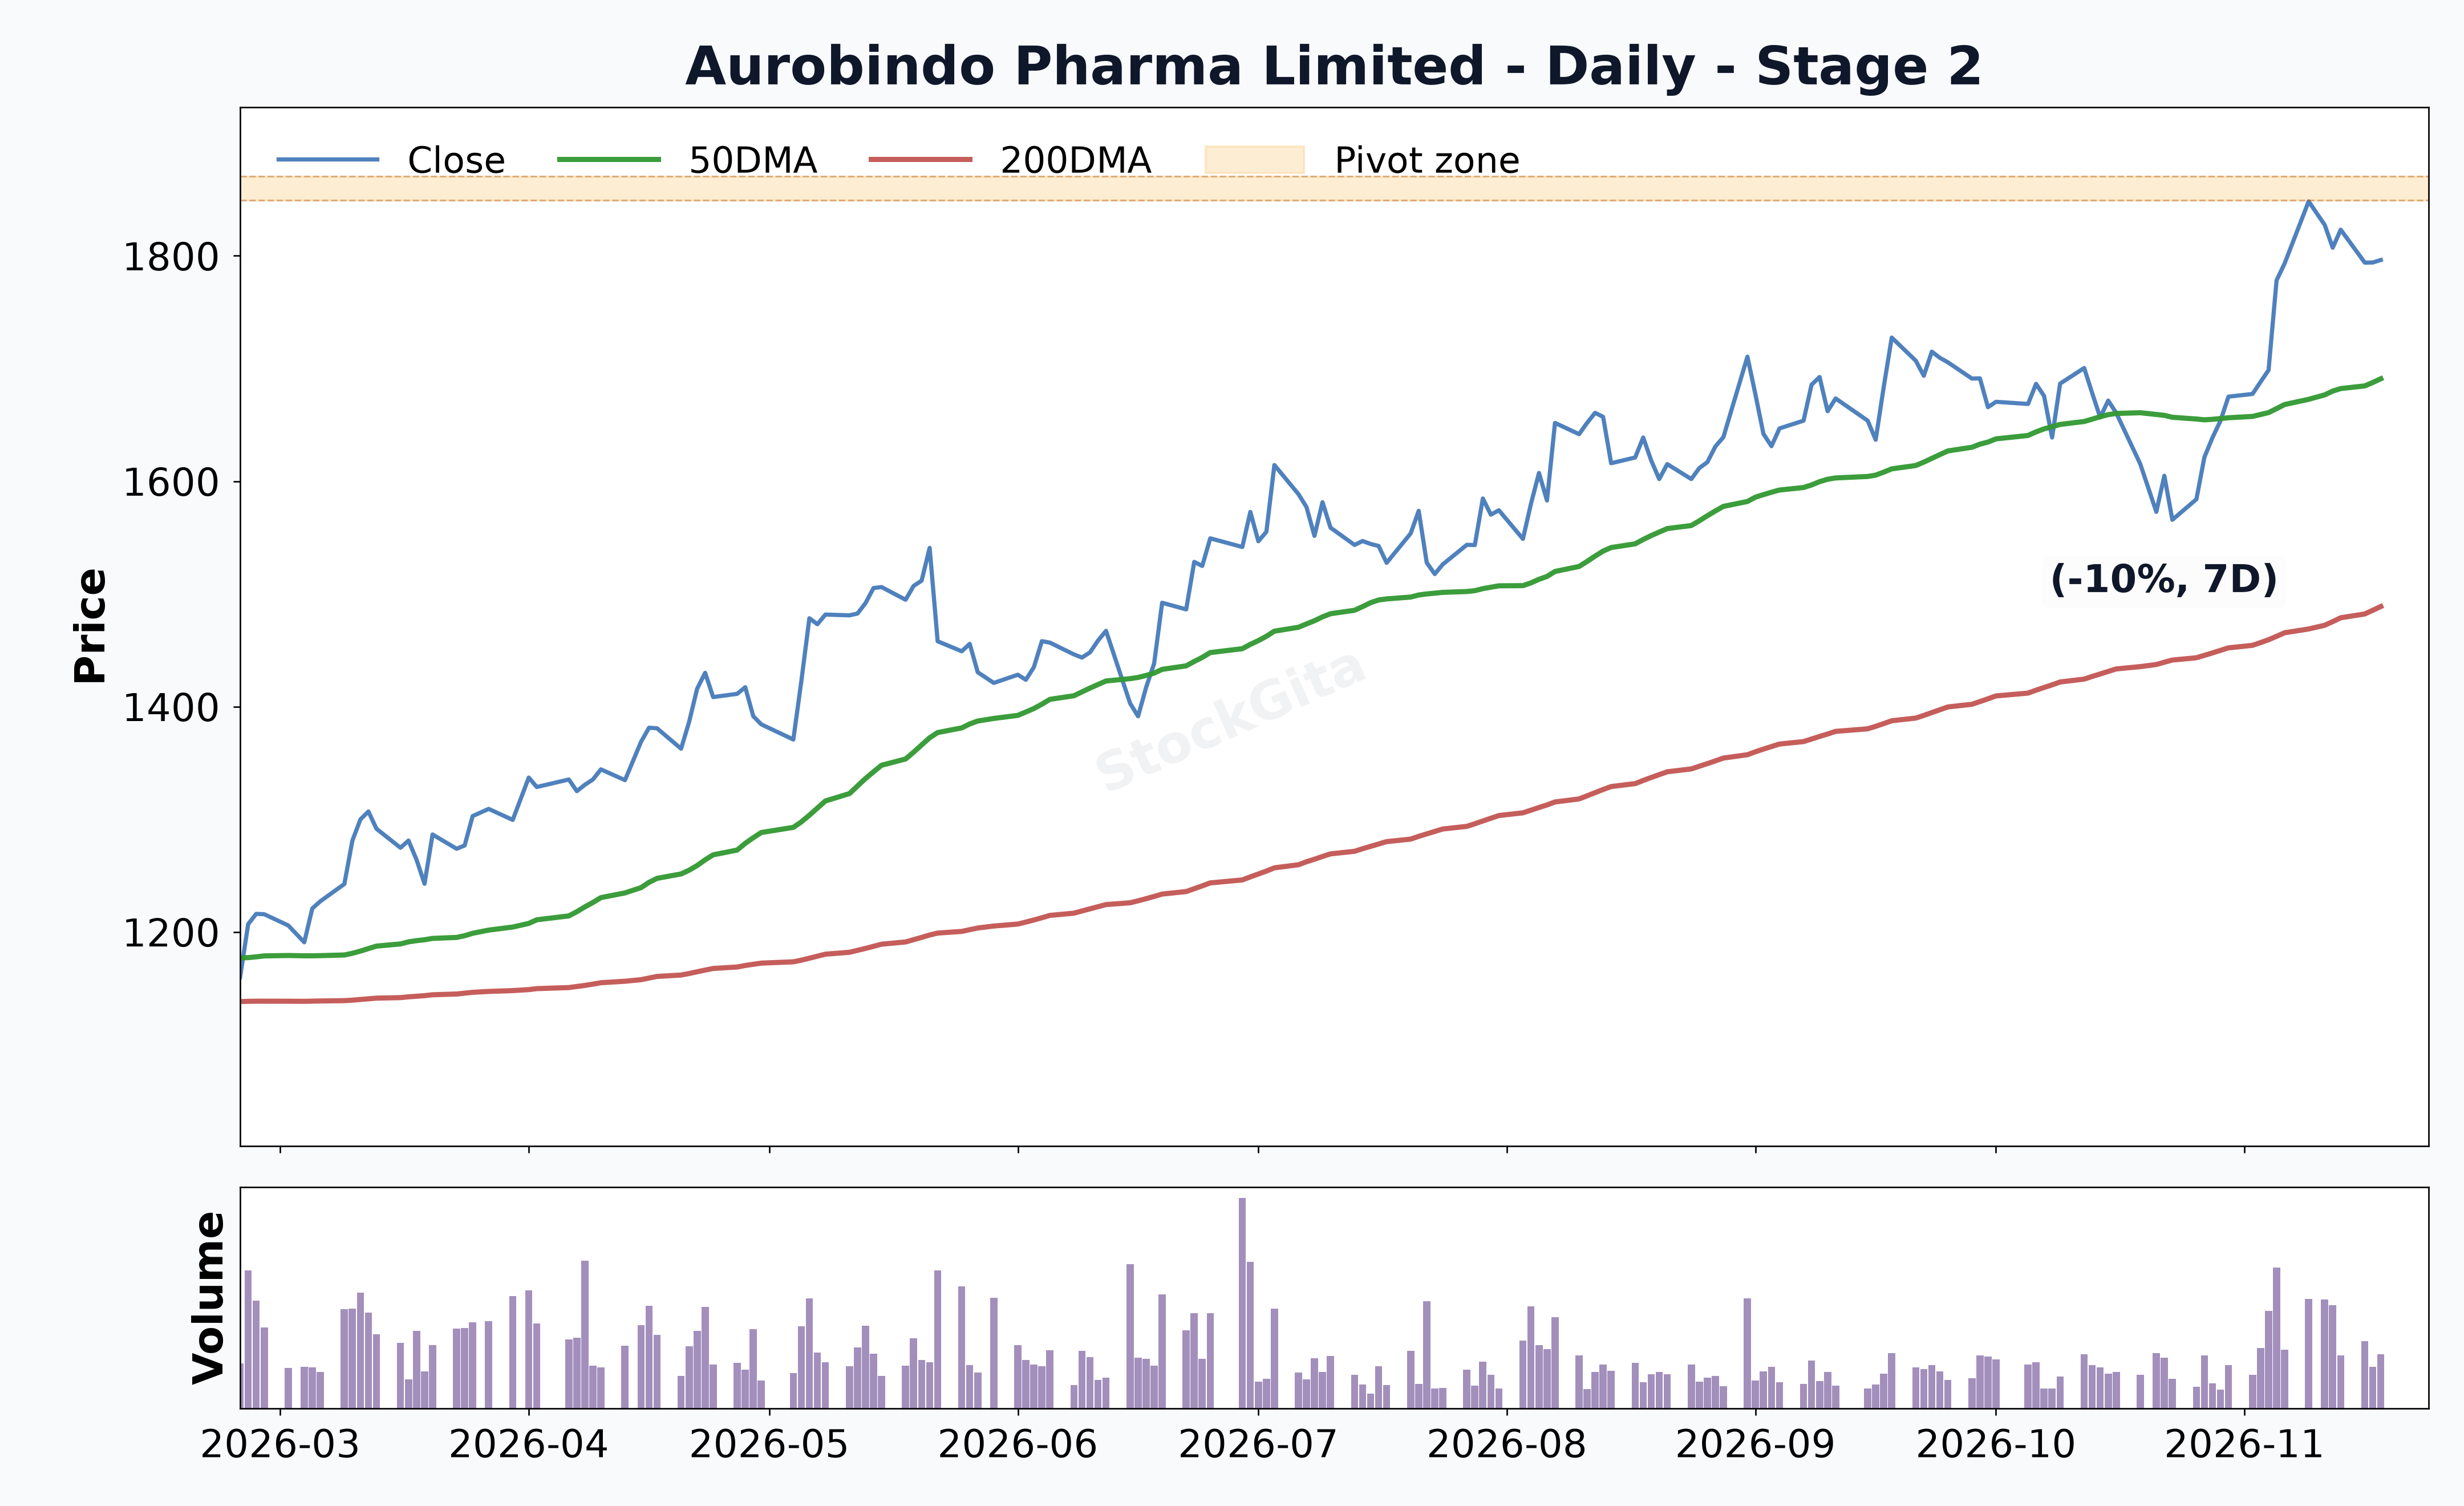 Aurobindo Pharma Limited - Daily - Stage 2
Close 50DMA 200DMA Pivot zone
1800
1600
1400
1200
Price
(-10%, 7D)
StockGita
Volume
2026-03 2026-04 2026-05 2026-06 2026-07 2026-08 2026-09 2026-10 2026-11